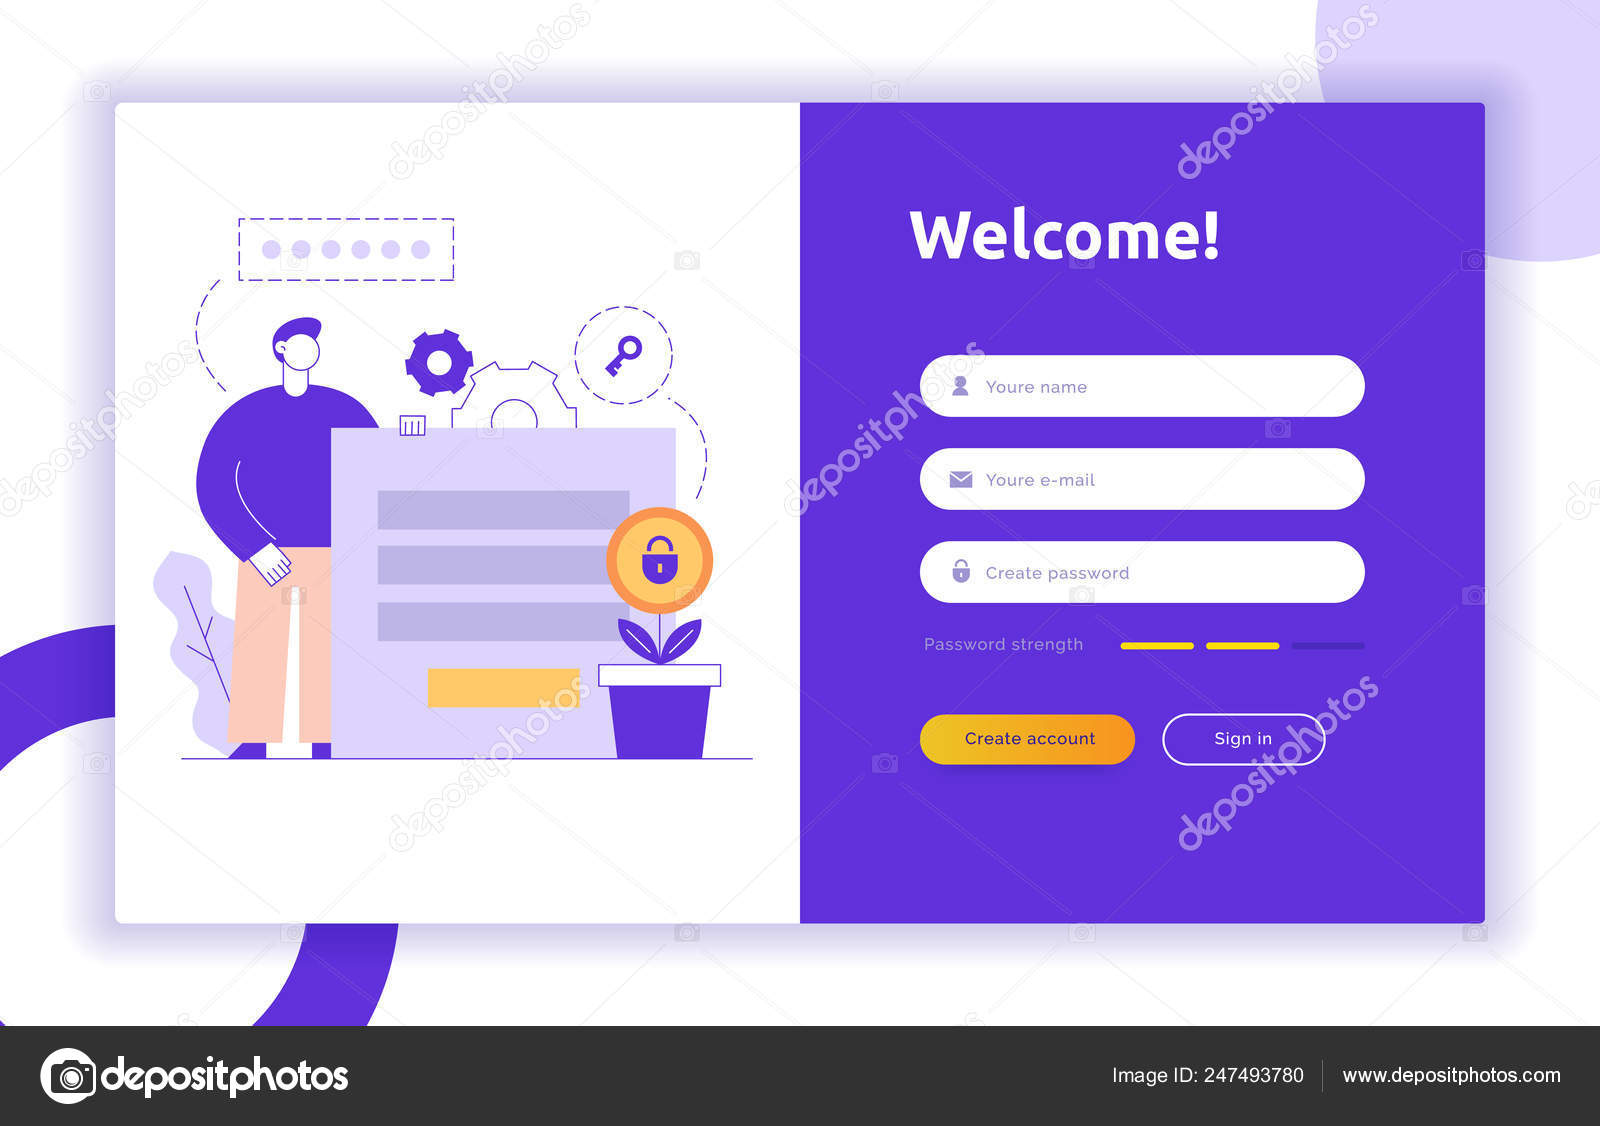 Welcome!
Youre name
Youre e-mail
Create password
Password strength
Create account
Sign in
depositphotos
Image ID: 247493780
www.depositphotos.com